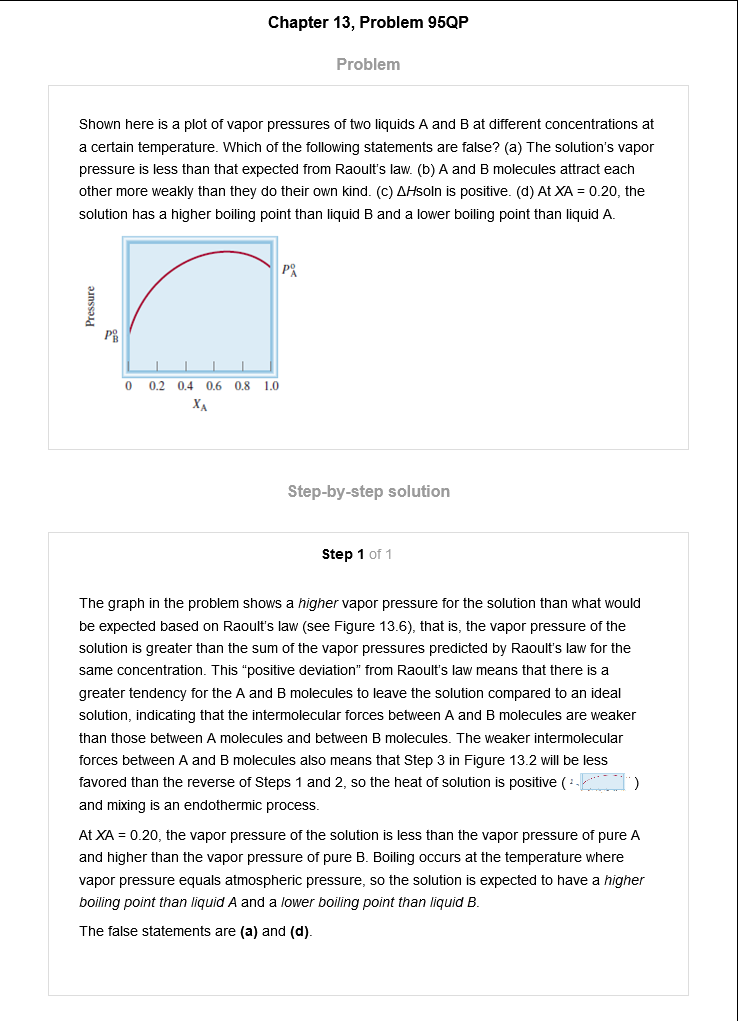 Chapter 13, Problem 95QP
Problem
Shown here is a plot of vapor pressures of two liquids A and B at different concentrations at
a certain temperature. Which of the following statements are false? (a) The solution's vapor
pressure is less than that expected from Raoult's law. (b) A and B molecules attract each
other more weakly than they do their own kind. (c) ΔHsoln is positive. (d) At XA = 0.20, the
solution has a higher boiling point than liquid B and a lower boiling point than liquid A.
P°A
Pressure
P°B
0 0.2 0.4 0.6 0.8 1.0
XA
Step-by-step solution
Step 1 of 1
The graph in the problem shows a higher vapor pressure for the solution than what would
be expected based on Raoult's law (see Figure 13.6), that is, the vapor pressure of the
solution is greater than the sum of the vapor pressures predicted by Raoult's law for the
same concentration. This “positive deviation” from Raoult's law means that there is a
greater tendency for the A and B molecules to leave the solution compared to an ideal
solution, indicating that the intermolecular forces between A and B molecules are weaker
than those between A molecules and between B molecules. The weaker intermolecular
forces between A and B molecules also means that Step 3 in Figure 13.2 will be less
favored than the reverse of Steps 1 and 2, so the heat of solution is positive ( )
and mixing is an endothermic process.
At XA = 0.20, the vapor pressure of the solution is less than the vapor pressure of pure A
and higher than the vapor pressure of pure B. Boiling occurs at the temperature where
vapor pressure equals atmospheric pressure, so the solution is expected to have a higher
boiling point than liquid A and a lower boiling point than liquid B.
The false statements are (a) and (d).